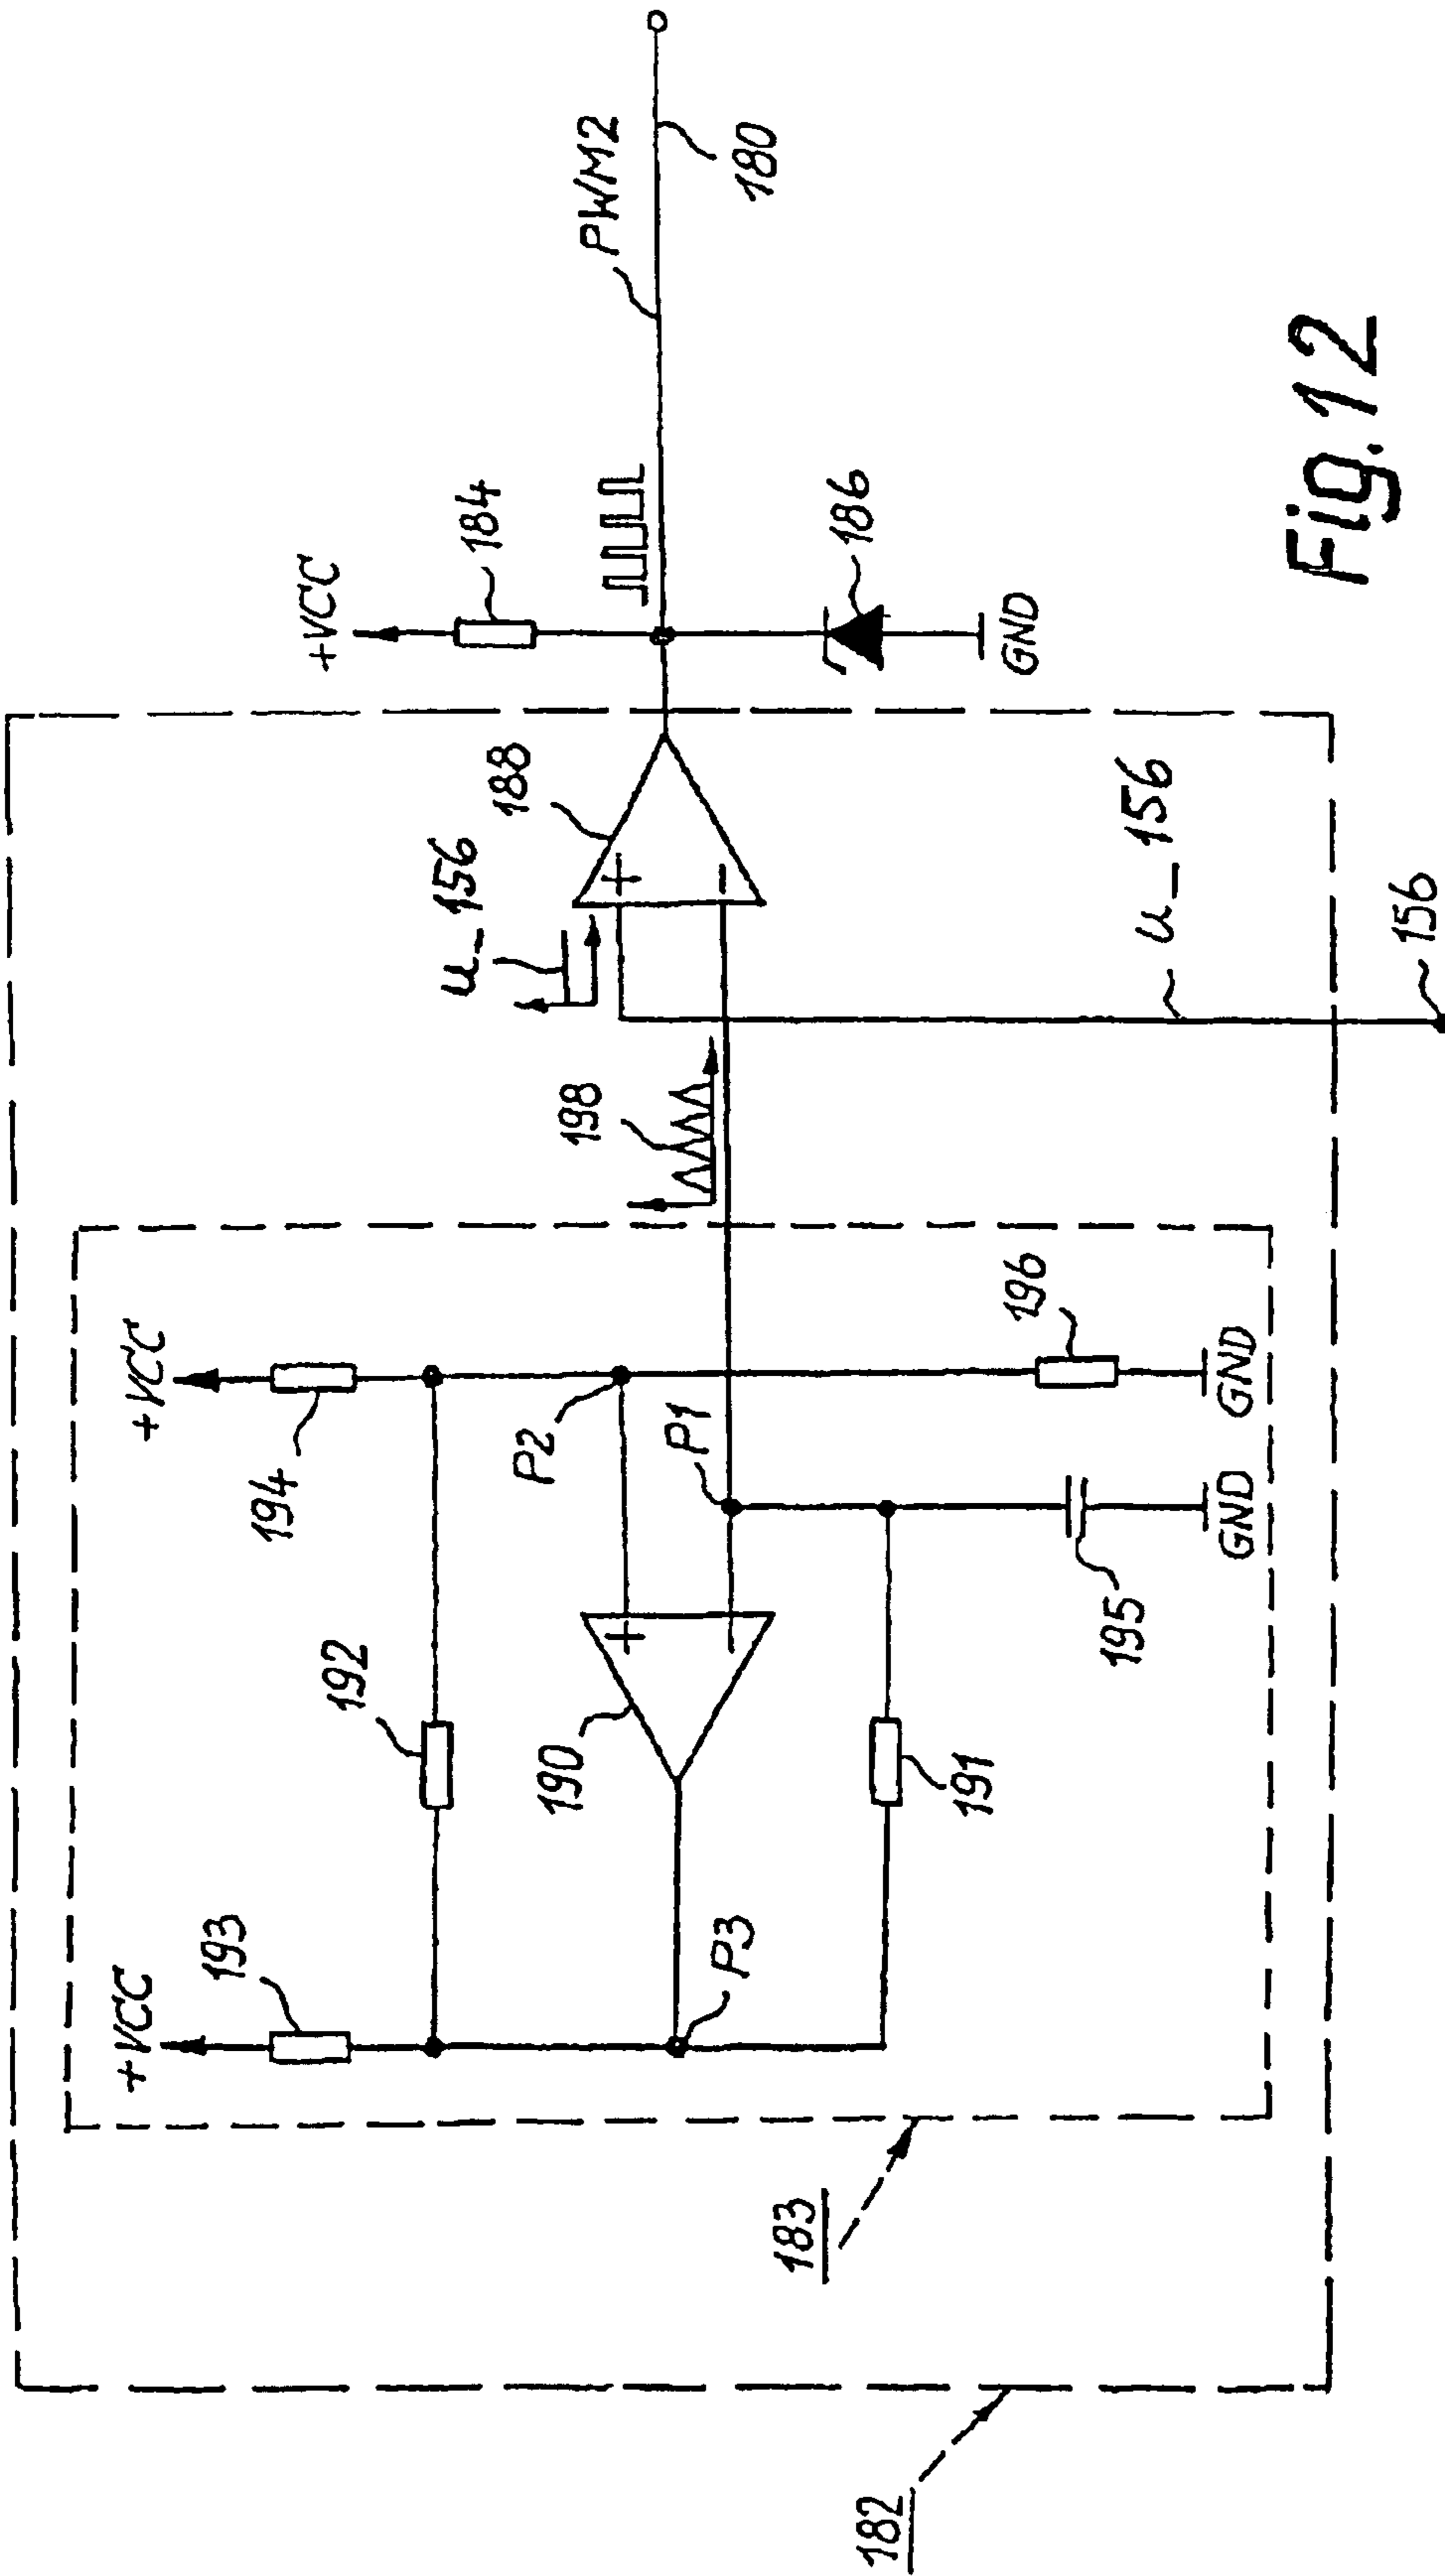 182
183
+VCC
193
192
194
+VCC
190
P2
P3
P1
191
195
196
GND
GND
198
u_156
188
+
-
+
-
u_156
156
+VCC
184
186
GND
PWM2
180
Fig. 12